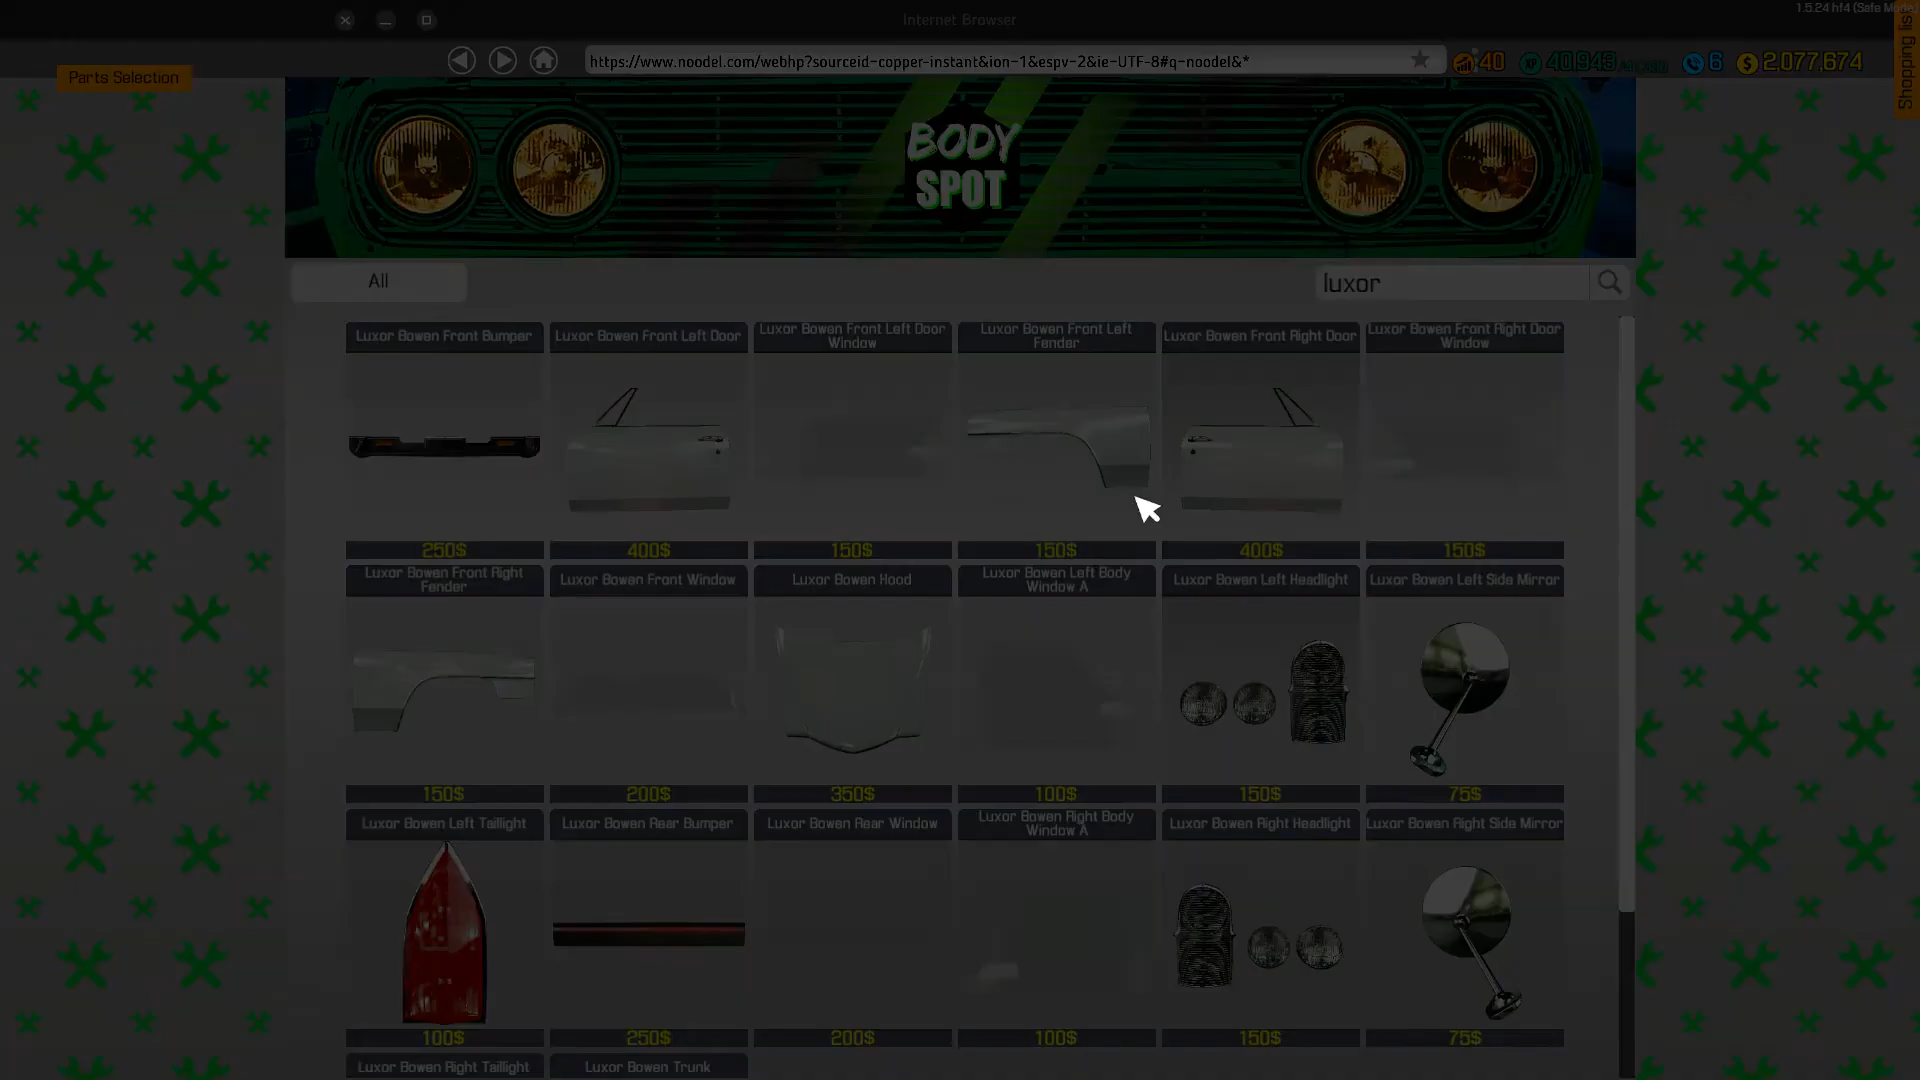 Internet Browser
1.5.24 hf4 (Safe Mode)
https://www.noodel.com/webhp?sourceid-copper-instant&ion-1&espv-2&ie-UTF-8#q-noodel&*
40
40,943
6
2,077,674
Parts Selection
Shopping list
BODY
SPOT
All
luxor
Luxor Bowen Front Bumper
Luxor Bowen Front Left Door
Luxor Bowen Front Left Door
Window
Luxor Bowen Front Left
Fender
Luxor Bowen Front Right Door
Luxor Bowen Front Right Door
Window
250$
400$
150$
150$
400$
150$
Luxor Bowen Front Right
Fender
Luxor Bowen Front Window
Luxor Bowen Hood
Luxor Bowen Left Body
Window A
Luxor Bowen Left Headlight
Luxor Bowen Left Side Mirror
150$
200$
350$
100$
150$
75$
Luxor Bowen Left Taillight
Luxor Bowen Rear Bumper
Luxor Bowen Rear Window
Luxor Bowen Right Body
Window A
Luxor Bowen Right Headlight
Luxor Bowen Right Side Mirror
100$
250$
200$
100$
150$
75$
Luxor Bowen Right Taillight
Luxor Bowen Trunk